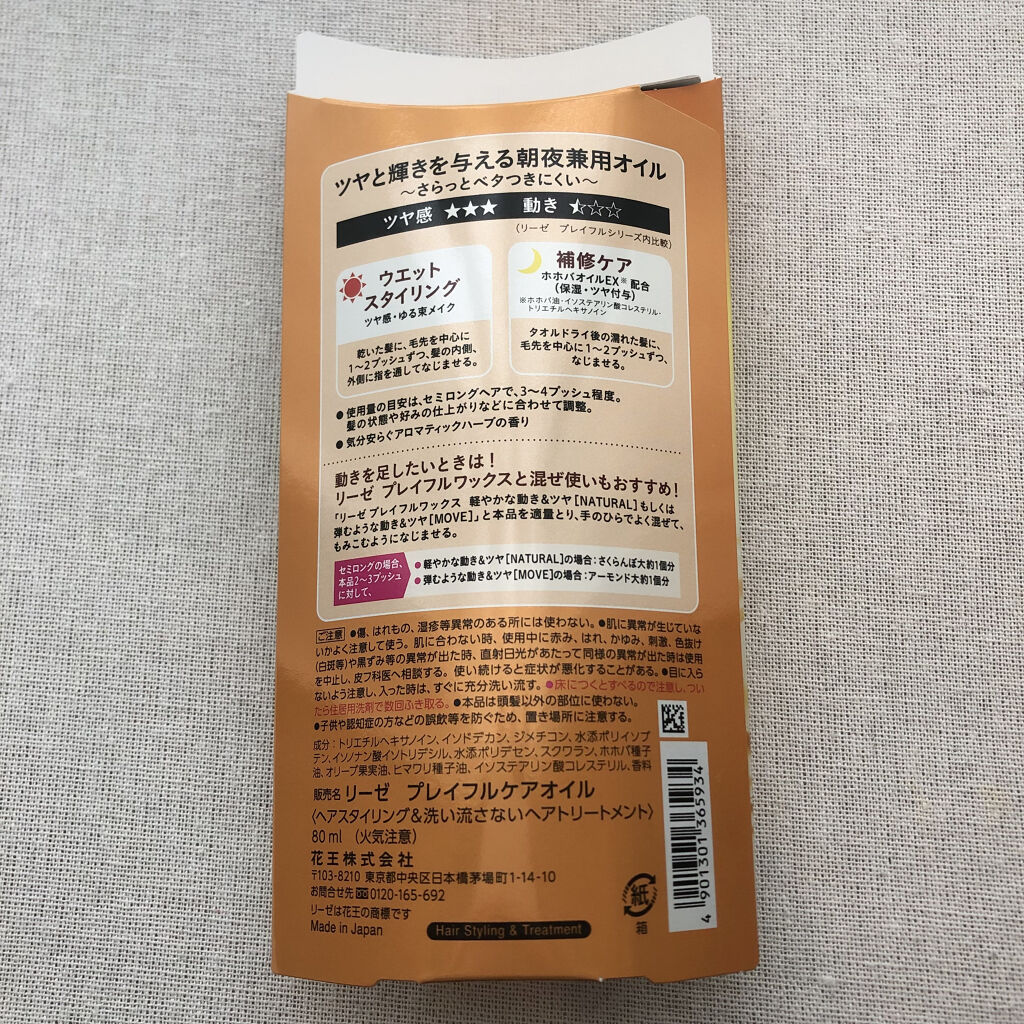 ツヤと輝きを与える朝夜兼用オイル
～さらっとベタつきにくい～
ツヤ感 ★★★ 動き ⯪☆☆
(リーゼ プレイフルシリーズ内比較)
ウエット
スタイリング
ツヤ感・ゆる束メイク
乾いた髪に、毛先を中心に
1～2プッシュずつ、髪の内側、
外側に指を通してなじませる。
補修ケア
ホホバオイルEX※配合
(保湿・ツヤ付与)
※ホホバ油・イソステアリン酸コレステリル・
トリエチルヘキサノイン
タオルドライ後の濡れた髪に、
毛先を中心に1～2プッシュずつ、
なじませる。
●使用量の目安は、セミロングヘアで、3～4プッシュ程度。
髪の状態や好みの仕上がりなどに合わせて調整。
●気分安らぐアロマティックハーブの香り
動きを足したいときは！
リーゼ プレイフルワックスと混ぜ使いもおすすめ！
「リーゼ プレイフルワックス 軽やかな動き&ツヤ[NATURAL]もしくは
弾むような動き&ツヤ[MOVE]」と本品を適量とり、手のひらでよく混ぜて、
もみこむようになじませる。
セミロングの場合、
本品2～3プッシュ
に対して、
●軽やかな動き&ツヤ[NATURAL]の場合：さくらんぼ大約1個分
●弾むような動き&ツヤ[MOVE]の場合：アーモンド大約1個分
ご注意 ●傷、はれもの、湿疹等異常のある所には使わない。●肌に異常が生じていな
いかよく注意して使う。肌に合わない時、使用中に赤み、はれ、かゆみ、刺激、色抜け
(白斑等)や黒ずみ等の異常が出た時、直射日光があたって同様の異常が出た時は使用
を中止し、皮フ科医へ相談する。使い続けると症状が悪化することがある。●目に入ら
ないよう注意し、入った時は、すぐに充分洗い流す。●床につくとすべるので注意し、つい
たら住居用洗剤で数回ふき取る。●本品は頭髪以外の部位に使わない。
●子供や認知症の方などの誤飲等を防ぐため、置き場所に注意する。
成分：トリエチルヘキサノイン、イソドデカン、ジメチコン、水添ポリイソブ
テン、イソノナン酸イソトリデシル、水添ポリデセン、スクワラン、ホホバ種子
油、オリーブ果実油、ヒマワリ種子油、イソステアリン酸コレステリル、香料
販売名 リーゼ プレイフルケアオイル
〈ヘアスタイリング&洗い流さないヘアトリートメント〉
80ml (火気注意)
花王株式会社
〒103-8210 東京都中央区日本橋茅場町1-14-10
お問合せ先 0120-165-692
リーゼは花王の商標です
Made in Japan
Hair Styling & Treatment
紙
箱
4 901301 365934